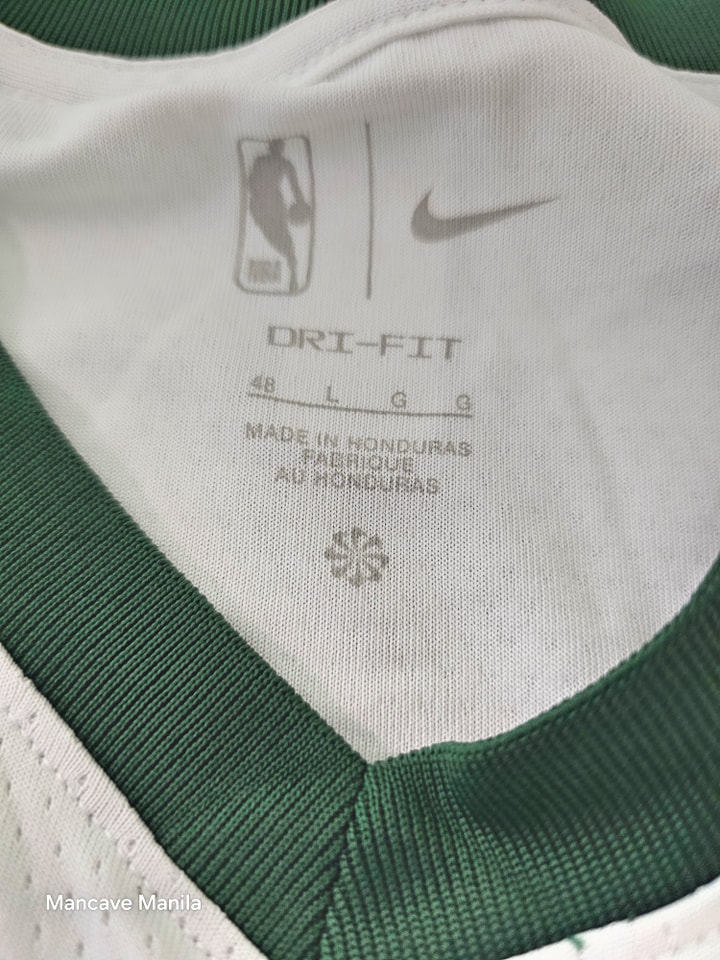 NBA
DRI-FIT
48 L G G
MADE IN HONDURAS
FABRIQUE
AU HONDURAS
Mancave Manila